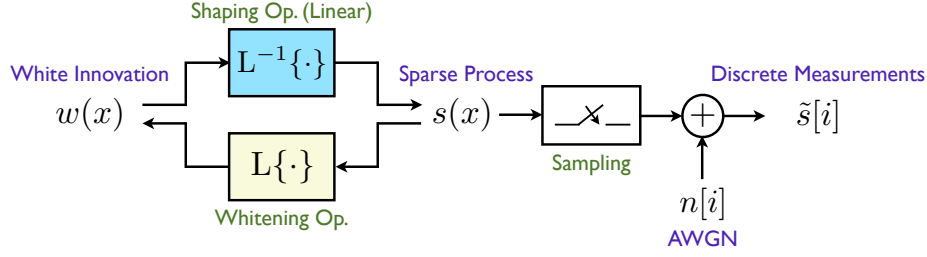 Shaping Op. (Linear)
L⁻¹{·}
White Innovation
w(x)
Sparse Process
s(x)
Discrete Measurements
s̃[i]
+
L{·}
Sampling
Whitening Op.
n[i]
AWGN